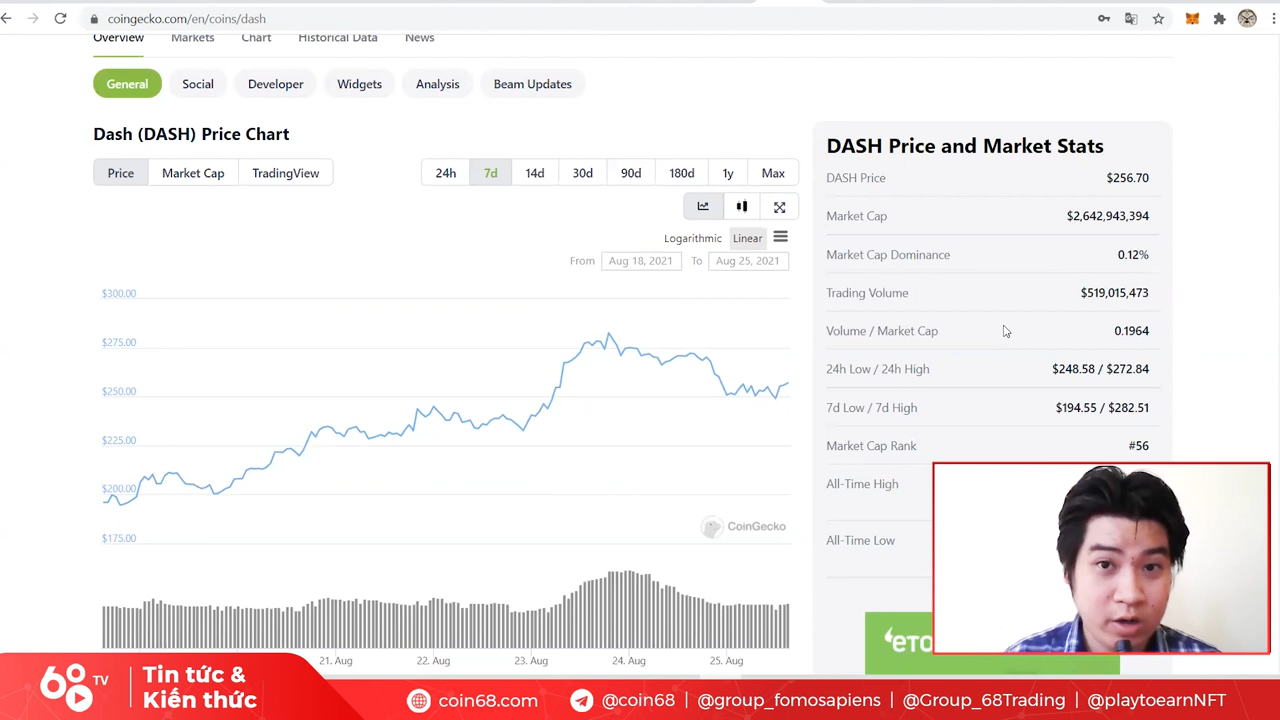 coingecko.com/en/coins/dash
Overview Markets Chart Historical Data News
General Social Developer Widgets Analysis Beam Updates
Dash (DASH) Price Chart
Price Market Cap TradingView
24h 7d 14d 30d 90d 180d 1y Max
Logarithmic Linear
From Aug 18, 2021 To Aug 25, 2021
$300.00
$275.00
$250.00
$225.00
$200.00
$175.00
CoinGecko
21. Aug 22. Aug 23. Aug 24. Aug 25. Aug
DASH Price and Market Stats
DASH Price $256.70
Market Cap $2,642,943,394
Market Cap Dominance 0.12%
Trading Volume $519,015,473
Volume / Market Cap 0.1964
24h Low / 24h High $248.58 / $272.84
7d Low / 7d High $194.55 / $282.51
Market Cap Rank #56
All-Time High
All-Time Low
68 TV
Tin tức &
Kiến thức
coin68.com @coin68 | @group_fomosapiens | @Group_68Trading | @playtoearnNFT